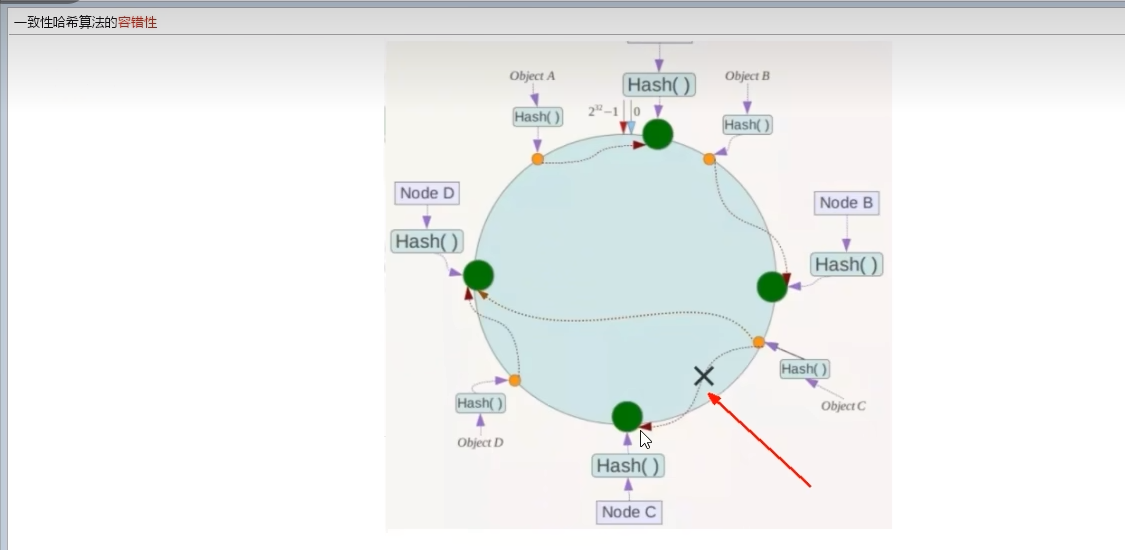 一致性哈希算法的容错性
Object A
Hash( )
Object B
Hash( )
Hash( )
2³²−1
0
Node D
Hash( )
Node B
Hash( )
Hash( )
Object C
Hash( )
Object D
Hash( )
Node C